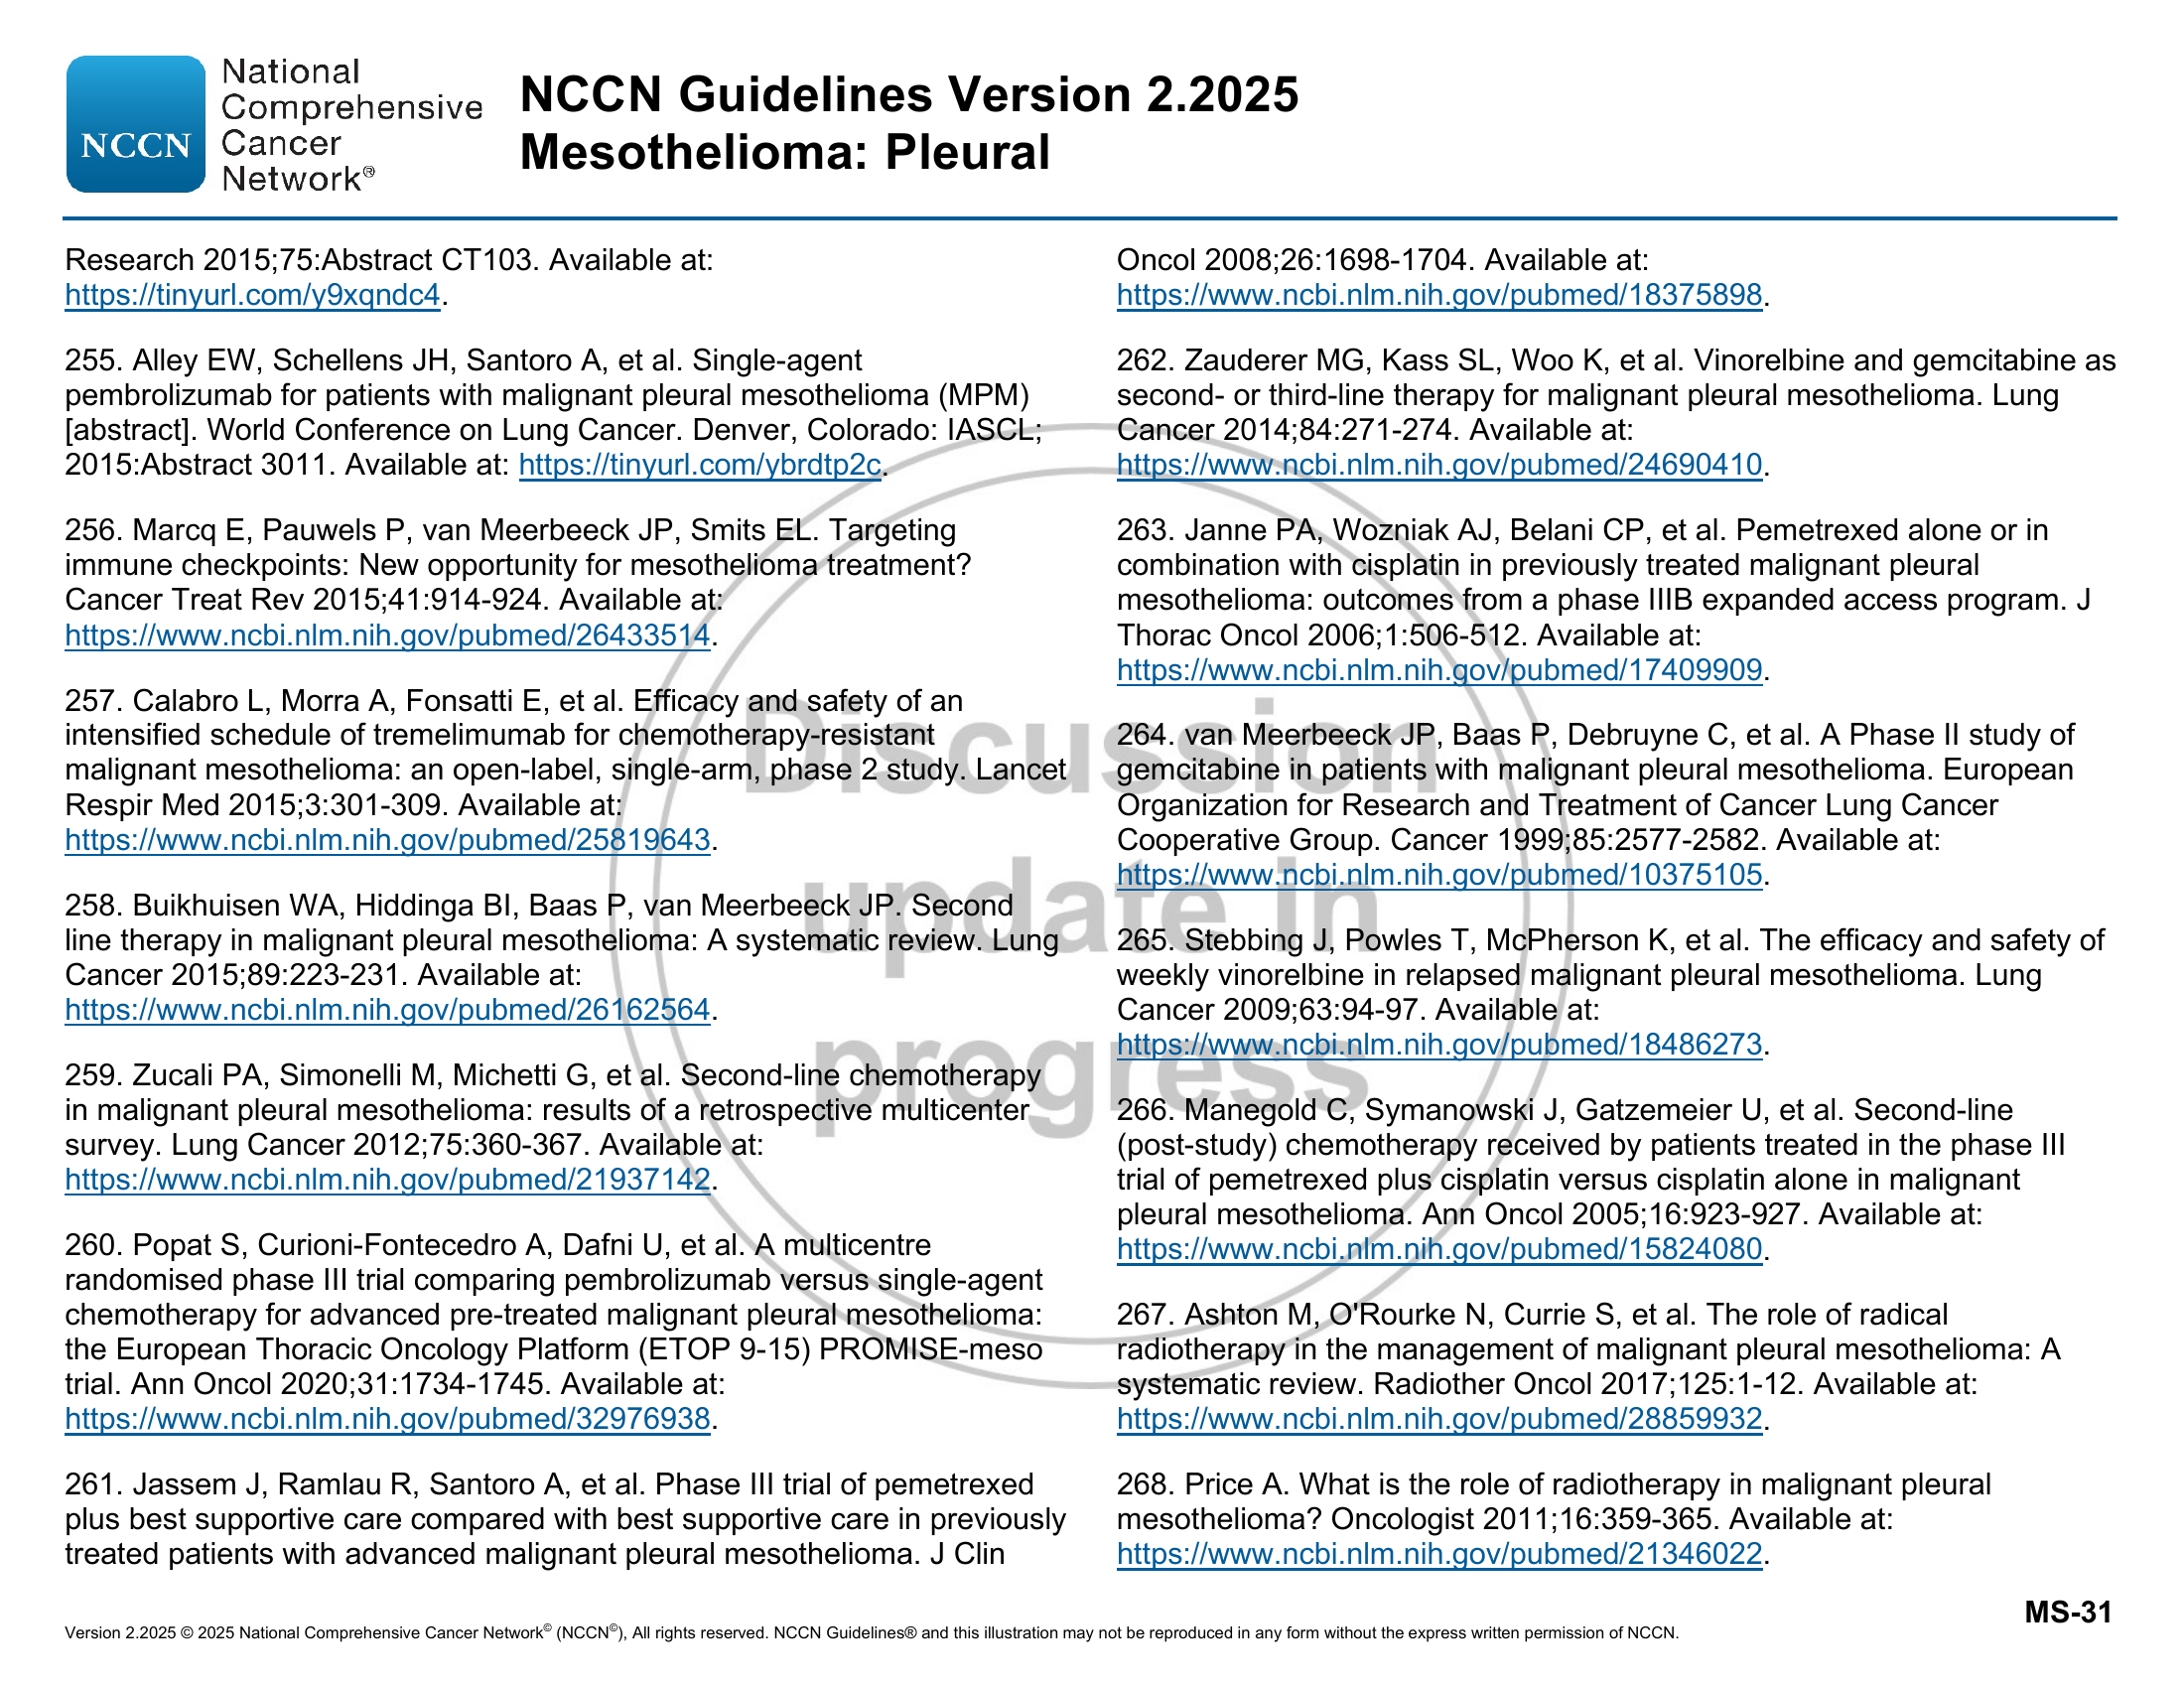 National
Comprehensive
Cancer
Network®
NCCN
NCCN Guidelines Version 2.2025
Mesothelioma: Pleural
Research 2015;75:Abstract CT103. Available at:
https://tinyurl.com/y9xqndc4.
255. Alley EW, Schellens JH, Santoro A, et al. Single-agent
pembrolizumab for patients with malignant pleural mesothelioma (MPM)
[abstract]. World Conference on Lung Cancer. Denver, Colorado: IASCL;
2015:Abstract 3011. Available at: https://tinyurl.com/ybrdtp2c.
256. Marcq E, Pauwels P, van Meerbeeck JP, Smits EL. Targeting
immune checkpoints: New opportunity for mesothelioma treatment?
Cancer Treat Rev 2015;41:914-924. Available at:
https://www.ncbi.nlm.nih.gov/pubmed/26433514.
257. Calabro L, Morra A, Fonsatti E, et al. Efficacy and safety of an
intensified schedule of tremelimumab for chemotherapy-resistant
malignant mesothelioma: an open-label, single-arm, phase 2 study. Lancet
Respir Med 2015;3:301-309. Available at:
https://www.ncbi.nlm.nih.gov/pubmed/25819643.
258. Buikhuisen WA, Hiddinga BI, Baas P, van Meerbeeck JP. Second
line therapy in malignant pleural mesothelioma: A systematic review. Lung
Cancer 2015;89:223-231. Available at:
https://www.ncbi.nlm.nih.gov/pubmed/26162564.
259. Zucali PA, Simonelli M, Michetti G, et al. Second-line chemotherapy
in malignant pleural mesothelioma: results of a retrospective multicenter
survey. Lung Cancer 2012;75:360-367. Available at:
https://www.ncbi.nlm.nih.gov/pubmed/21937142.
260. Popat S, Curioni-Fontecedro A, Dafni U, et al. A multicentre
randomised phase III trial comparing pembrolizumab versus single-agent
chemotherapy for advanced pre-treated malignant pleural mesothelioma:
the European Thoracic Oncology Platform (ETOP 9-15) PROMISE-meso
trial. Ann Oncol 2020;31:1734-1745. Available at:
https://www.ncbi.nlm.nih.gov/pubmed/32976938.
261. Jassem J, Ramlau R, Santoro A, et al. Phase III trial of pemetrexed
plus best supportive care compared with best supportive care in previously
treated patients with advanced malignant pleural mesothelioma. J Clin
Oncol 2008;26:1698-1704. Available at:
https://www.ncbi.nlm.nih.gov/pubmed/18375898.
262. Zauderer MG, Kass SL, Woo K, et al. Vinorelbine and gemcitabine as
second- or third-line therapy for malignant pleural mesothelioma. Lung
Cancer 2014;84:271-274. Available at:
https://www.ncbi.nlm.nih.gov/pubmed/24690410.
263. Janne PA, Wozniak AJ, Belani CP, et al. Pemetrexed alone or in
combination with cisplatin in previously treated malignant pleural
mesothelioma: outcomes from a phase IIIB expanded access program. J
Thorac Oncol 2006;1:506-512. Available at:
https://www.ncbi.nlm.nih.gov/pubmed/17409909.
264. van Meerbeeck JP, Baas P, Debruyne C, et al. A Phase II study of
gemcitabine in patients with malignant pleural mesothelioma. European
Organization for Research and Treatment of Cancer Lung Cancer
Cooperative Group. Cancer 1999;85:2577-2582. Available at:
https://www.ncbi.nlm.nih.gov/pubmed/10375105.
265. Stebbing J, Powles T, McPherson K, et al. The efficacy and safety of
weekly vinorelbine in relapsed malignant pleural mesothelioma. Lung
Cancer 2009;63:94-97. Available at:
https://www.ncbi.nlm.nih.gov/pubmed/18486273.
266. Manegold C, Symanowski J, Gatzemeier U, et al. Second-line
(post-study) chemotherapy received by patients treated in the phase III
trial of pemetrexed plus cisplatin versus cisplatin alone in malignant
pleural mesothelioma. Ann Oncol 2005;16:923-927. Available at:
https://www.ncbi.nlm.nih.gov/pubmed/15824080.
267. Ashton M, O'Rourke N, Currie S, et al. The role of radical
radiotherapy in the management of malignant pleural mesothelioma: A
systematic review. Radiother Oncol 2017;125:1-12. Available at:
https://www.ncbi.nlm.nih.gov/pubmed/28859932.
268. Price A. What is the role of radiotherapy in malignant pleural
mesothelioma? Oncologist 2011;16:359-365. Available at:
https://www.ncbi.nlm.nih.gov/pubmed/21346022.
Discussion
update in
progress
MS-31
Version 2.2025 © 2025 National Comprehensive Cancer Network© (NCCN©), All rights reserved. NCCN Guidelines® and this illustration may not be reproduced in any form without the express written permission of NCCN.